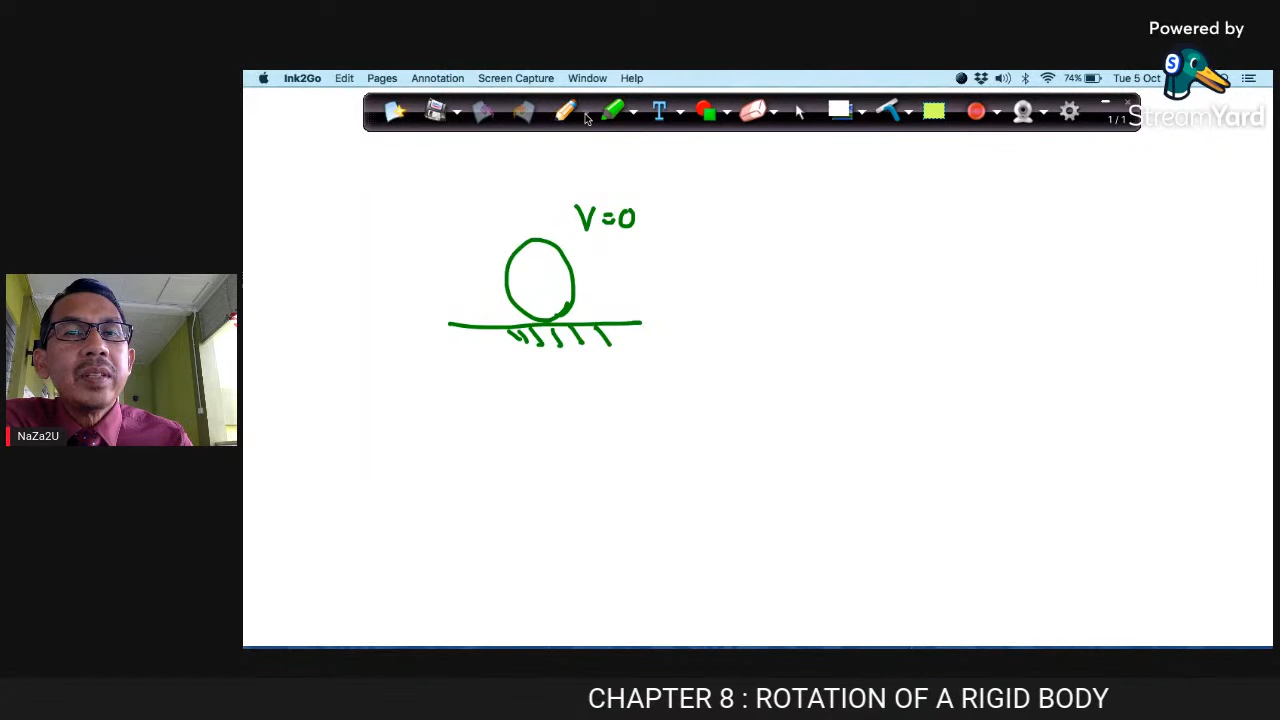 Powered by
StreamYard
Ink2Go Edit Pages Annotation Screen Capture Window Help 74% Tue 5 Oct
T 1/1
V=0
NaZa2U
CHAPTER 8 : ROTATION OF A RIGID BODY